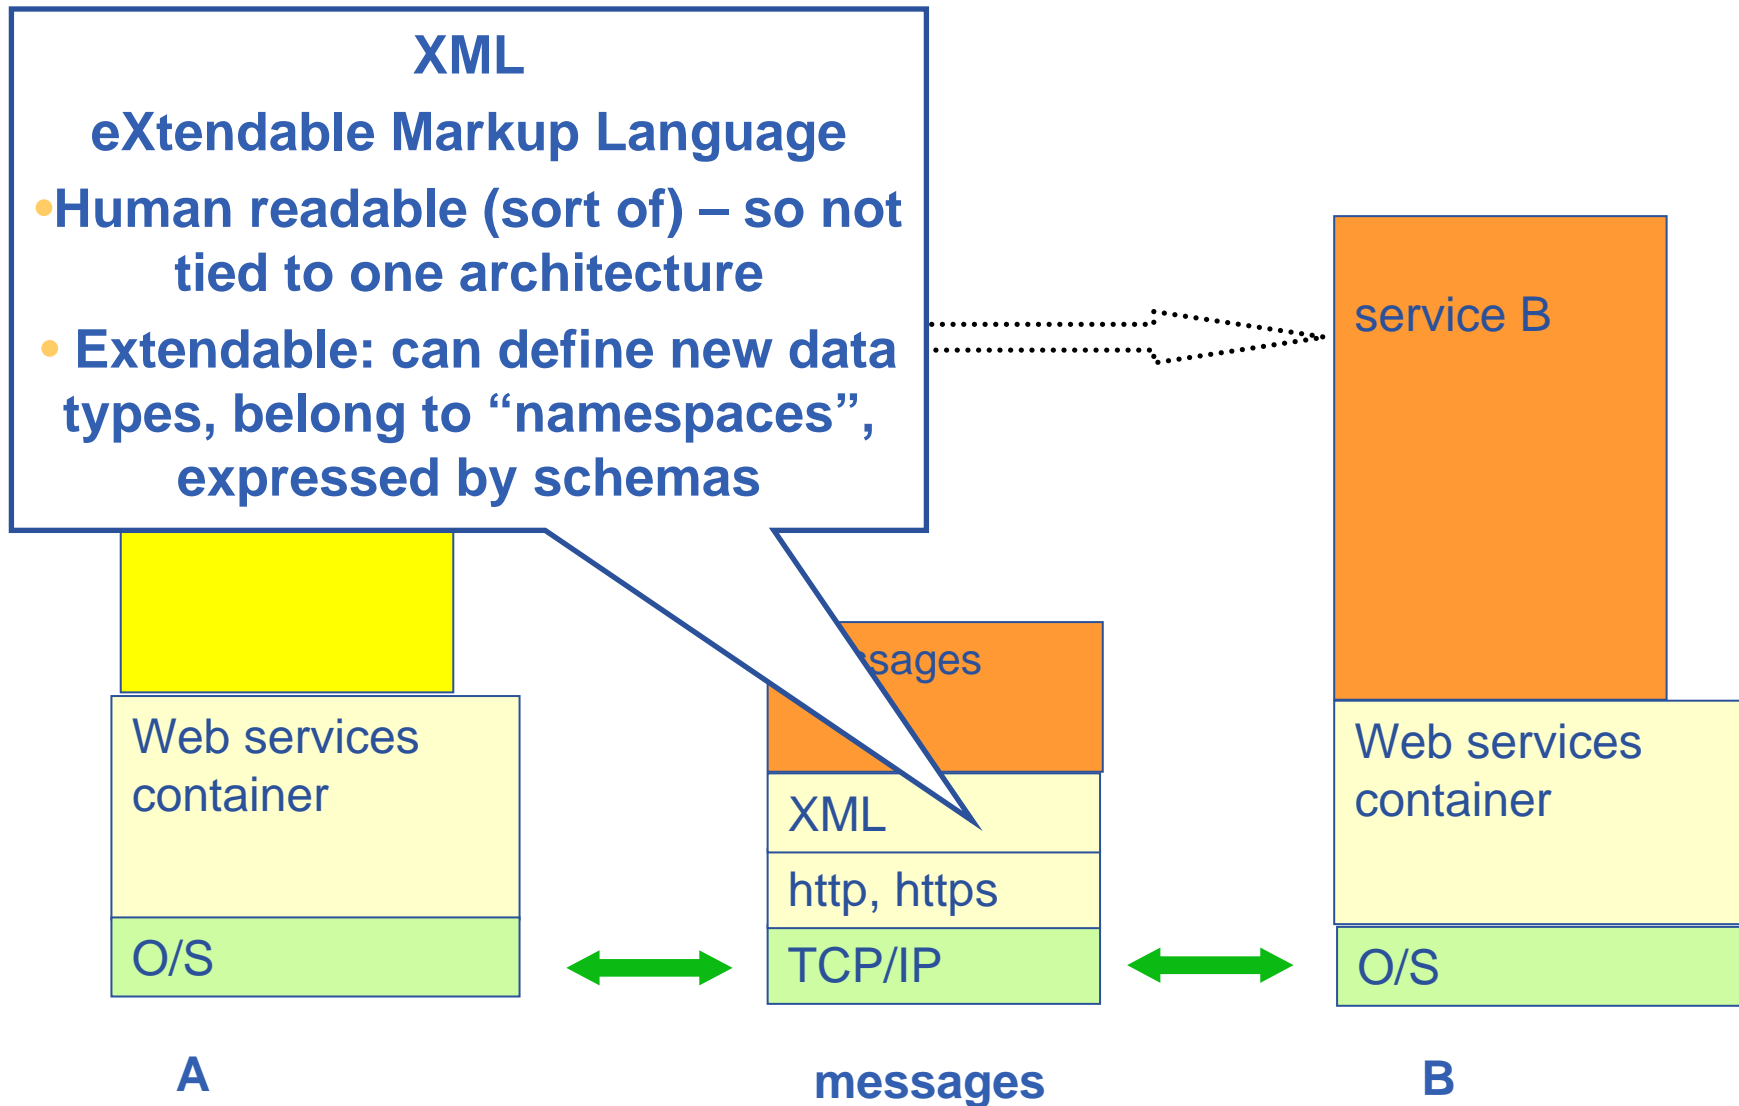 XML
eXtendable Markup Language
•Human readable (sort of) – so not
tied to one architecture
• Extendable: can define new data
types, belong to “namespaces”,
expressed by schemas
service B
Web services
container
O/S
XML
http, https
TCP/IP
Web services
container
O/S
A
messages
B